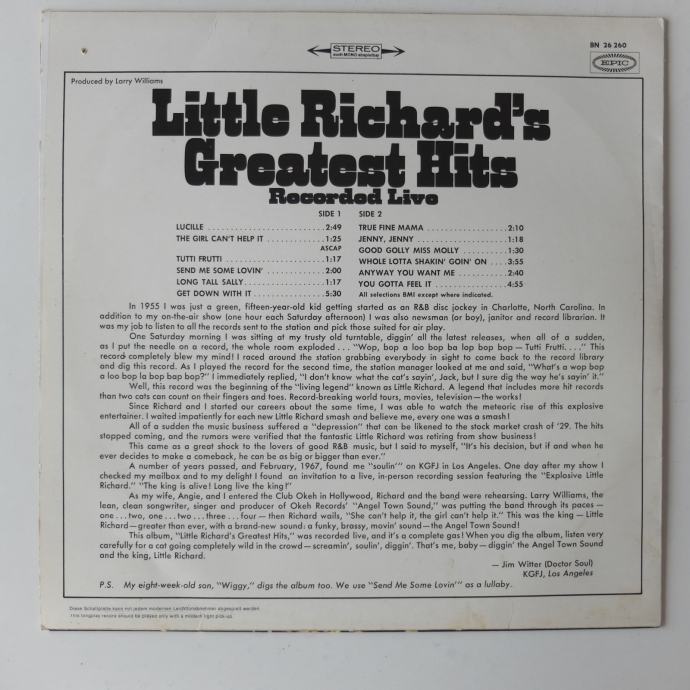 STEREO
also MONO abspielbar
BN 26 260
EPIC
Produced by Larry Williams
Little Richard's
Greatest Hits
Recorded Live
SIDE 1
LUCILLE 2:49
THE GIRL CAN'T HELP IT 1:25
ASCAP
TUTTI FRUTTI 1:17
SEND ME SOME LOVIN' 2:00
LONG TALL SALLY 1:17
GET DOWN WITH IT 5:30
SIDE 2
TRUE FINE MAMA 2:10
JENNY, JENNY 1:18
GOOD GOLLY MISS MOLLY 1:30
WHOLE LOTTA SHAKIN' GOIN' ON 3:55
ANYWAY YOU WANT ME 2:40
YOU GOTTA FEEL IT 4:55
All selections BMI except where indicated.
In 1955 I was just a green, fifteen-year-old kid getting started as an R&B disc jockey in Charlotte, North Carolina. In
addition to my on-the-air show (one hour each Saturday afternoon) I was also newsman (or boy), janitor and record librarian. It
was my job to listen to all the records sent to the station and pick those suited for air play.
One Saturday morning I was sitting at my trusty old turntable, diggin' all the latest releases, when all of a sudden,
as I put the needle on a record, the whole room exploded . . . "Wop, bop a loo bop ba lop bop bop — Tutti Frutti. . . ." This
record completely blew my mind! I raced around the station grabbing everybody in sight to come back to the record library
and dig this record. As I played the record for the second time, the station manager looked at me and said, "What's a wop bop
a loo bop la bop bop bop?" I immediately replied, "I don't know what the cat's sayin', Jack, but I sure dig the way he's sayin' it."
Well, this record was the beginning of the "living legend" known as Little Richard. A legend that includes more hit records
than two cats can count on their fingers and toes. Record-breaking world tours, movies, television — the works!
Since Richard and I started our careers about the same time, I was able to watch the meteoric rise of this explosive
entertainer. I waited impatiently for each new Little Richard smash and believe me, every one was a smash!
All of a sudden the music business suffered a "depression" that can be likened to the stock market crash of '29. The hits
stopped coming, and the rumors were verified that the fantastic Little Richard was retiring from show business!
This came as a great shock to the lovers of good R&B music, but I said to myself, "It's his decision, but if and when he
ever decides to make a comeback, he can be as big or bigger than ever."
A number of years passed, and February, 1967, found me "soulin'" on KGFJ in Los Angeles. One day after my show I
checked my mailbox and to my delight I found an invitation to a live, in-person recording session featuring the "Explosive Little
Richard." "The king is alive! Long live the king!"
As my wife, Angie, and I entered the Club Okeh in Hollywood, Richard and the band were rehearsing. Larry Williams, the
lean, clean songwriter, singer and producer of Okeh Records' "Angel Town Sound," was putting the band through its paces —
one . . . two, one . . . two . . . three . . . four — then Richard wails, "She can't help it, the girl can't help it." This was the king — Little
Richard — greater than ever, with a brand-new sound: a funky, brassy, movin' sound — the Angel Town Sound!
This album, "Little Richard's Greatest Hits," was recorded live, and it's a complete gas! When you dig the album, listen very
carefully for a cat going completely wild in the crowd — screamin', soulin', diggin'. That's me, baby — diggin' the Angel Town Sound
and the king, Little Richard.
— Jim Witter (Doctor Soul)
KGFJ, Los Angeles
P.S. My eight-week-old son, "Wiggy," digs the album too. We use "Send Me Some Lovin'" as a lullaby.
Diese Schallplatte kann mit jedem modernen Leichttonabnehmer abgespielt werden.
This longplay record should be played only with a modern light pick-up.